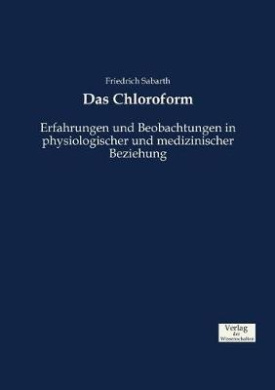 Friedrich Sabarth
Das Chloroform
Erfahrungen und Beobachtungen in
physiologischer und medizinischer
Beziehung
Verlag
der
Wissenschaften